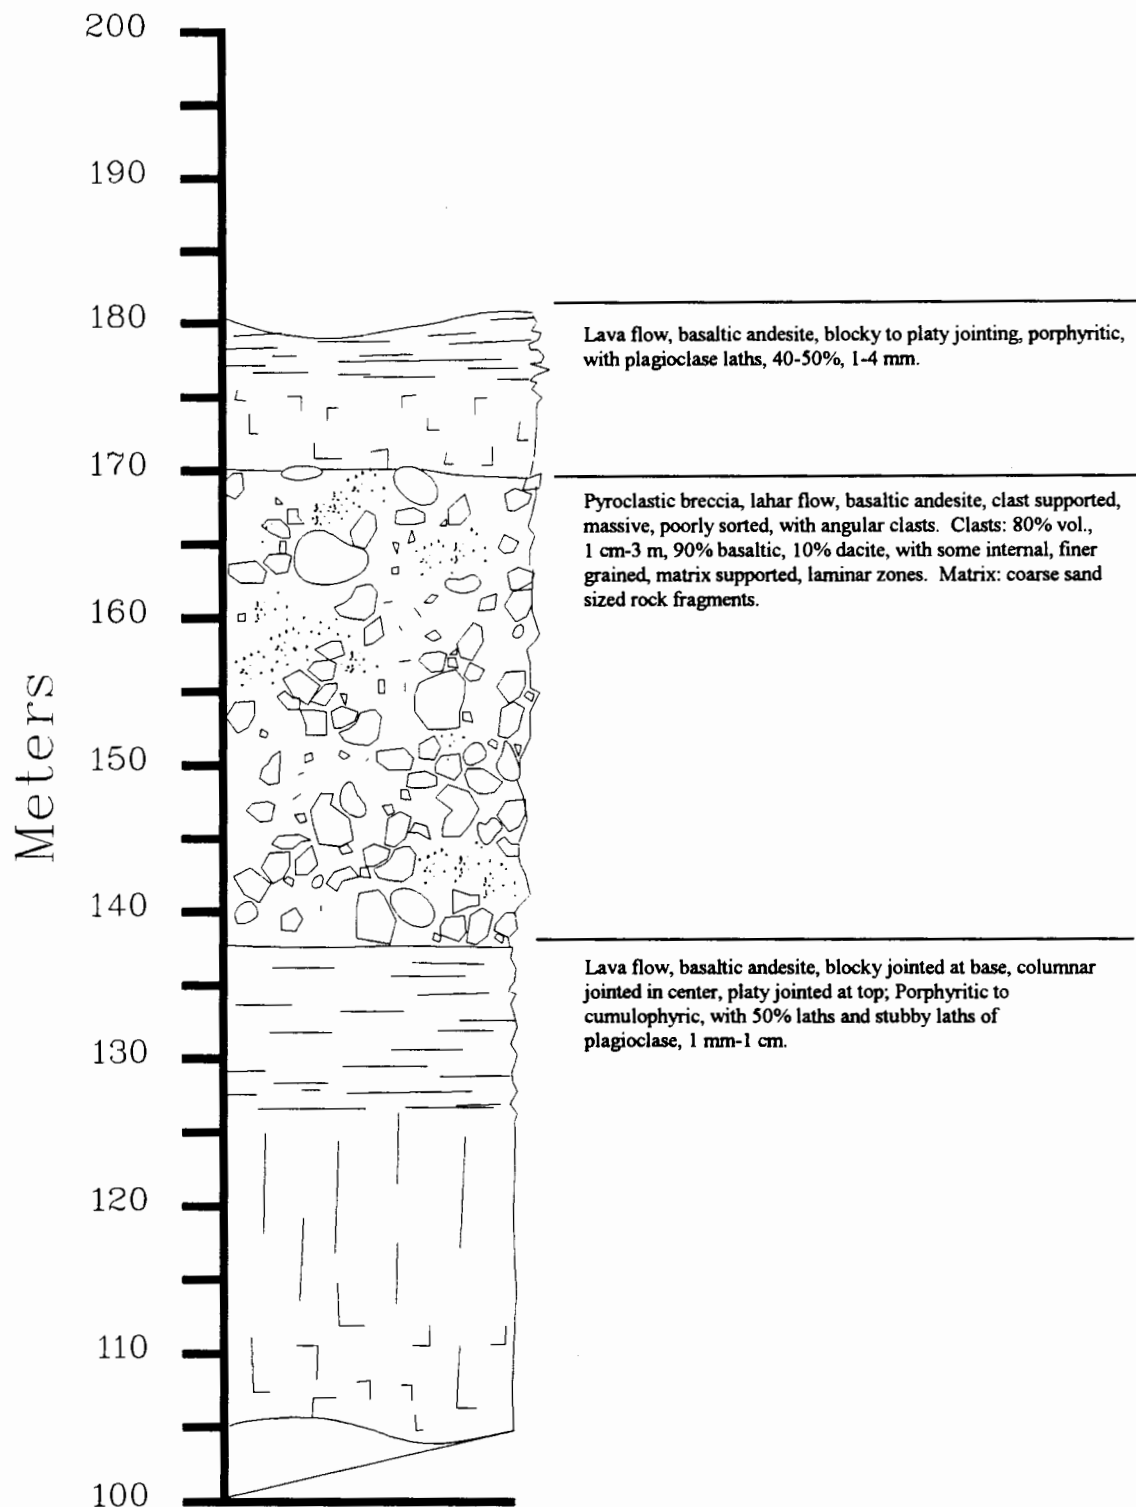 200
190
180
170
160
150
140
130
120
110
100
Meters
Lava flow, basaltic andesite, blocky to platy jointing, porphyritic,
with plagioclase laths, 40-50%, 1-4 mm.
Pyroclastic breccia, lahar flow, basaltic andesite, clast supported,
massive, poorly sorted, with angular clasts. Clasts: 80% vol.,
1 cm-3 m, 90% basaltic, 10% dacite, with some internal, finer
grained, matrix supported, laminar zones. Matrix: coarse sand
sized rock fragments.
Lava flow, basaltic andesite, blocky jointed at base, columnar
jointed in center, platy jointed at top; Porphyritic to
cumulophyric, with 50% laths and stubby laths of
plagioclase, 1 mm-1 cm.